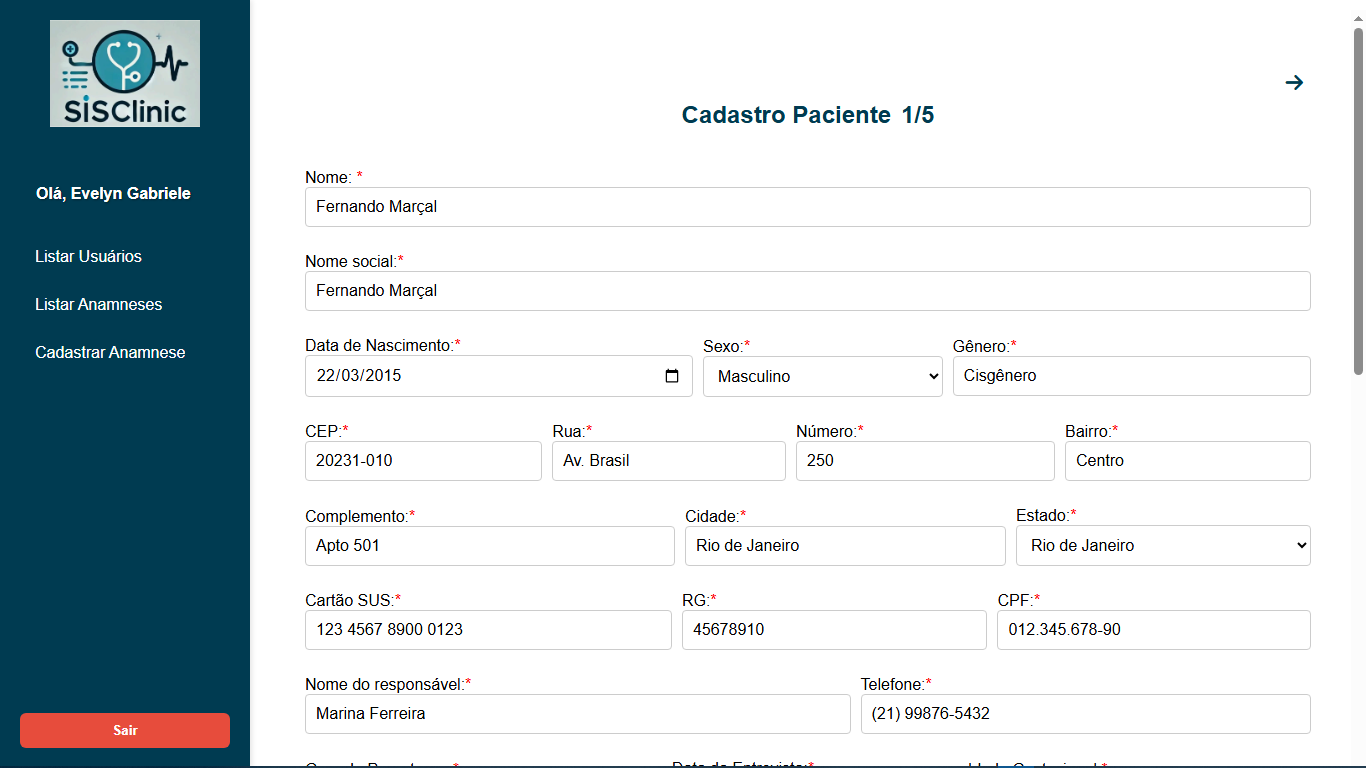 SiSClinic
Olá, Evelyn Gabriele
Listar Usuários
Listar Anamneses
Cadastrar Anamnese
Sair
Cadastro Paciente 1/5
Nome: *
Fernando Marçal
Nome social:*
Fernando Marçal
Data de Nascimento:* Sexo:* Gênero:*
22/03/2015 Masculino Cisgênero
CEP:* Rua:* Número:* Bairro:*
20231-010 Av. Brasil 250 Centro
Complemento:* Cidade:* Estado:*
Apto 501 Rio de Janeiro Rio de Janeiro
Cartão SUS:* RG:* CPF:*
123 4567 8900 0123 45678910 012.345.678-90
Nome do responsável:* Telefone:*
Marina Ferreira (21) 99876-5432
Data da Entrevista:*